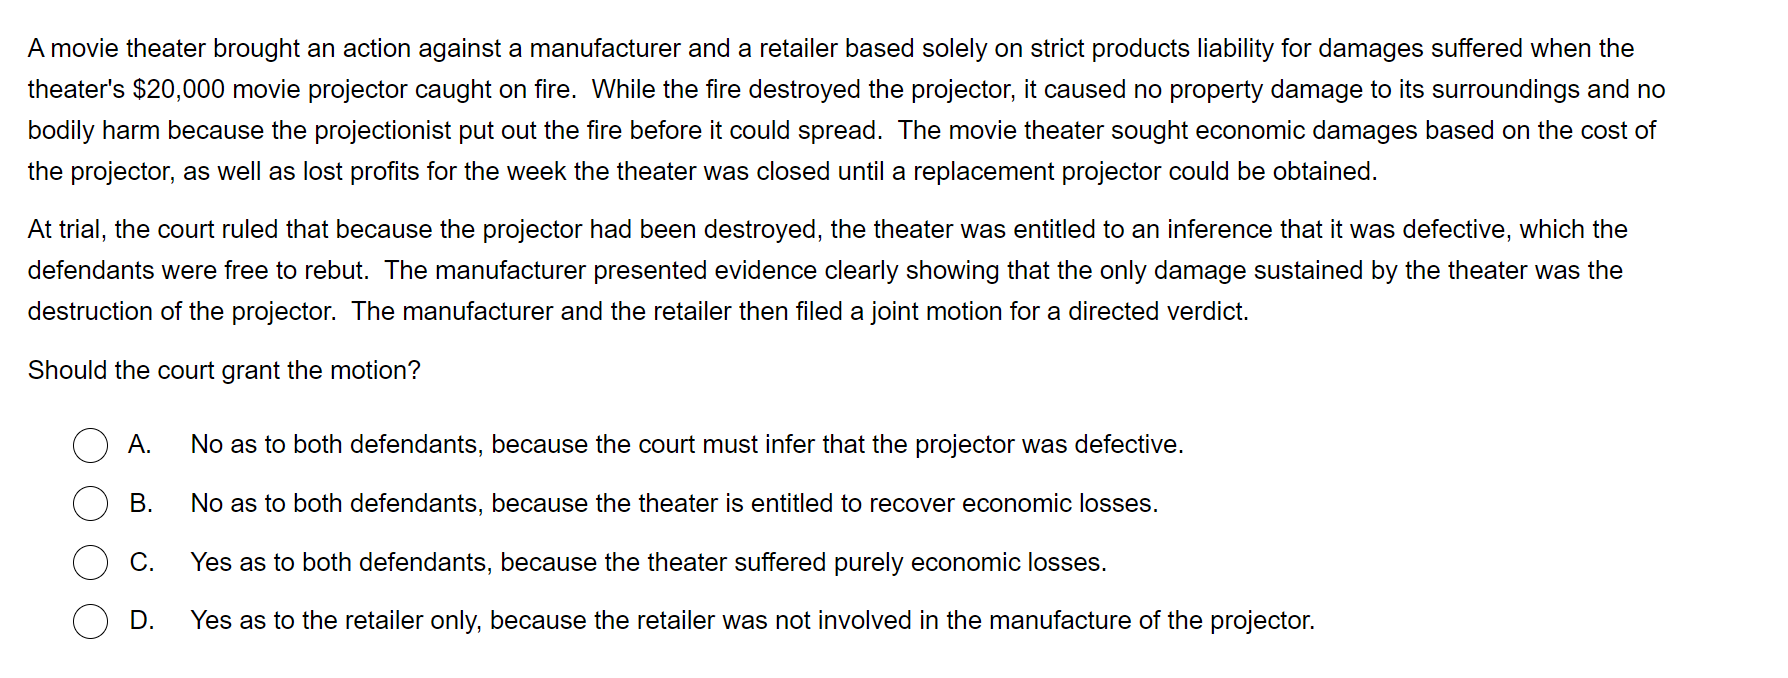 A movie theater brought an action against a manufacturer and a retailer based solely on strict products liability for damages suffered when the
theater's $20,000 movie projector caught on fire.  While the fire destroyed the projector, it caused no property damage to its surroundings and no
bodily harm because the projectionist put out the fire before it could spread.  The movie theater sought economic damages based on the cost of
the projector, as well as lost profits for the week the theater was closed until a replacement projector could be obtained.
At trial, the court ruled that because the projector had been destroyed, the theater was entitled to an inference that it was defective, which the
defendants were free to rebut.  The manufacturer presented evidence clearly showing that the only damage sustained by the theater was the
destruction of the projector.  The manufacturer and the retailer then filed a joint motion for a directed verdict.
Should the court grant the motion?
A. No as to both defendants, because the court must infer that the projector was defective.
B. No as to both defendants, because the theater is entitled to recover economic losses.
C. Yes as to both defendants, because the theater suffered purely economic losses.
D. Yes as to the retailer only, because the retailer was not involved in the manufacture of the projector.